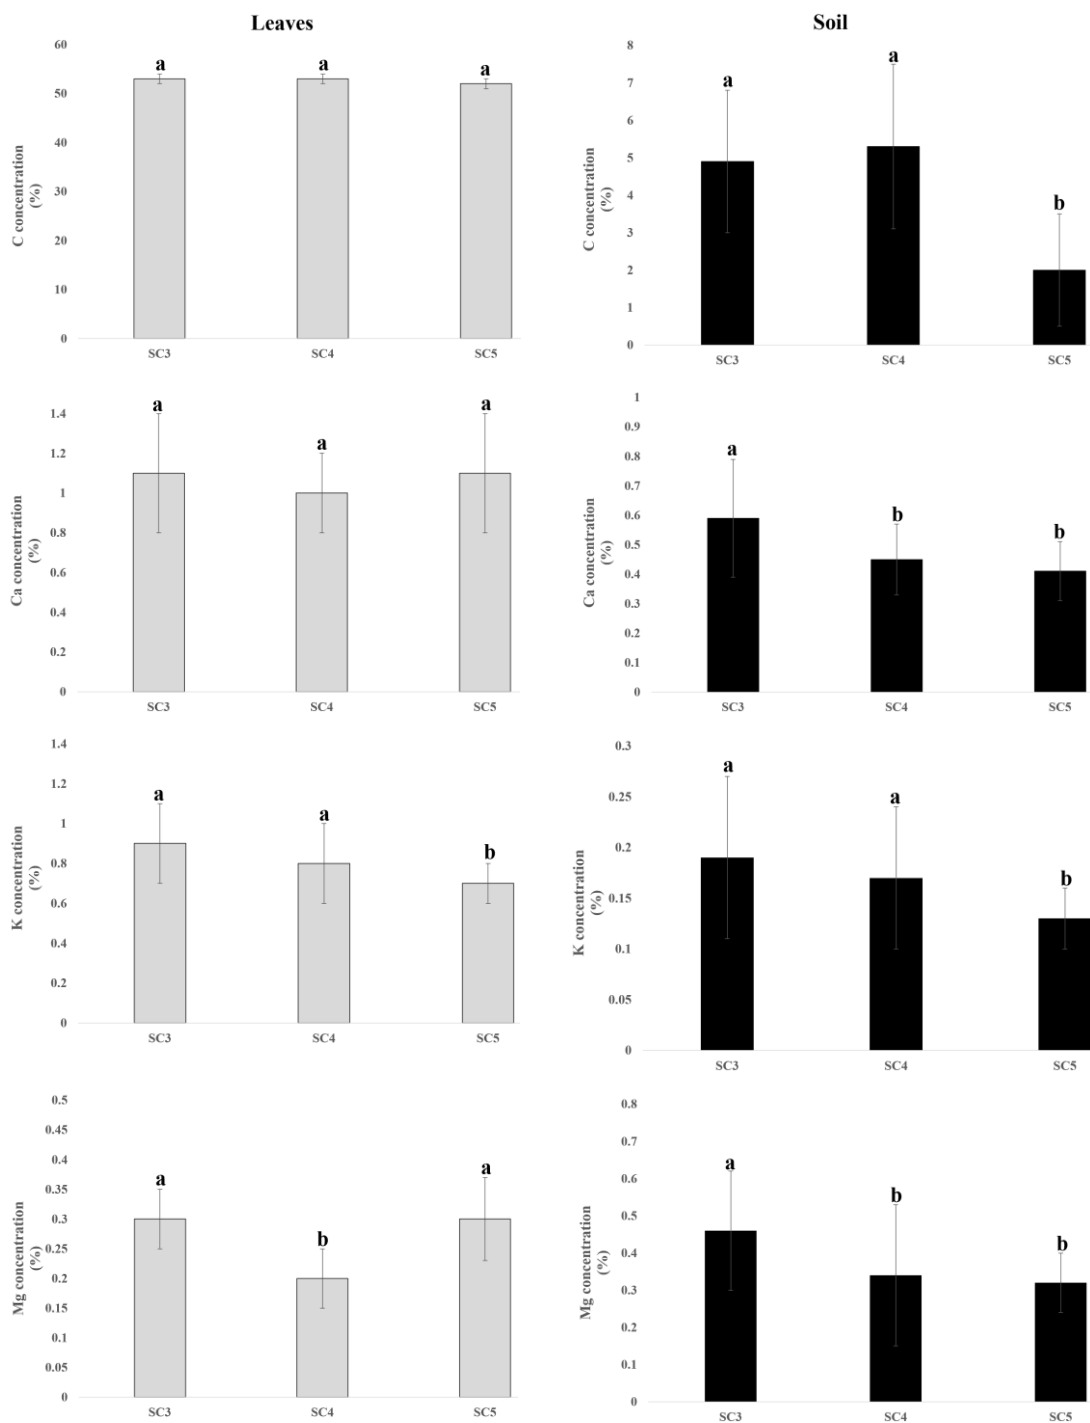 Leaves
60
50
40
30
20
10
0
C concentration
(%)
a
a
a
SC3
SC4
SC5
Soil
8
7
6
5
4
3
2
1
0
C concentration
(%)
a
a
b
SC3
SC4
SC5
1.4
1.2
1
0.8
0.6
0.4
0.2
0
Ca concentration
(%)
a
a
a
SC3
SC4
SC5
1
0.9
0.8
0.7
0.6
0.5
0.4
0.3
0.2
0.1
0
Ca concentration
(%)
a
b
b
SC3
SC4
SC5
1.4
1.2
1
0.8
0.6
0.4
0.2
0
K concentration
(%)
a
a
b
SC3
SC4
SC5
0.3
0.25
0.2
0.15
0.1
0.05
0
K concentration
(%)
a
a
b
SC3
SC4
SC5
0.5
0.45
0.4
0.35
0.3
0.25
0.2
0.15
0.1
0.05
0
Mg concentration
(%)
a
b
a
SC3
SC4
SC5
0.8
0.7
0.6
0.5
0.4
0.3
0.2
0.1
0
Mg concentration
(%)
a
b
b
SC3
SC4
SC5